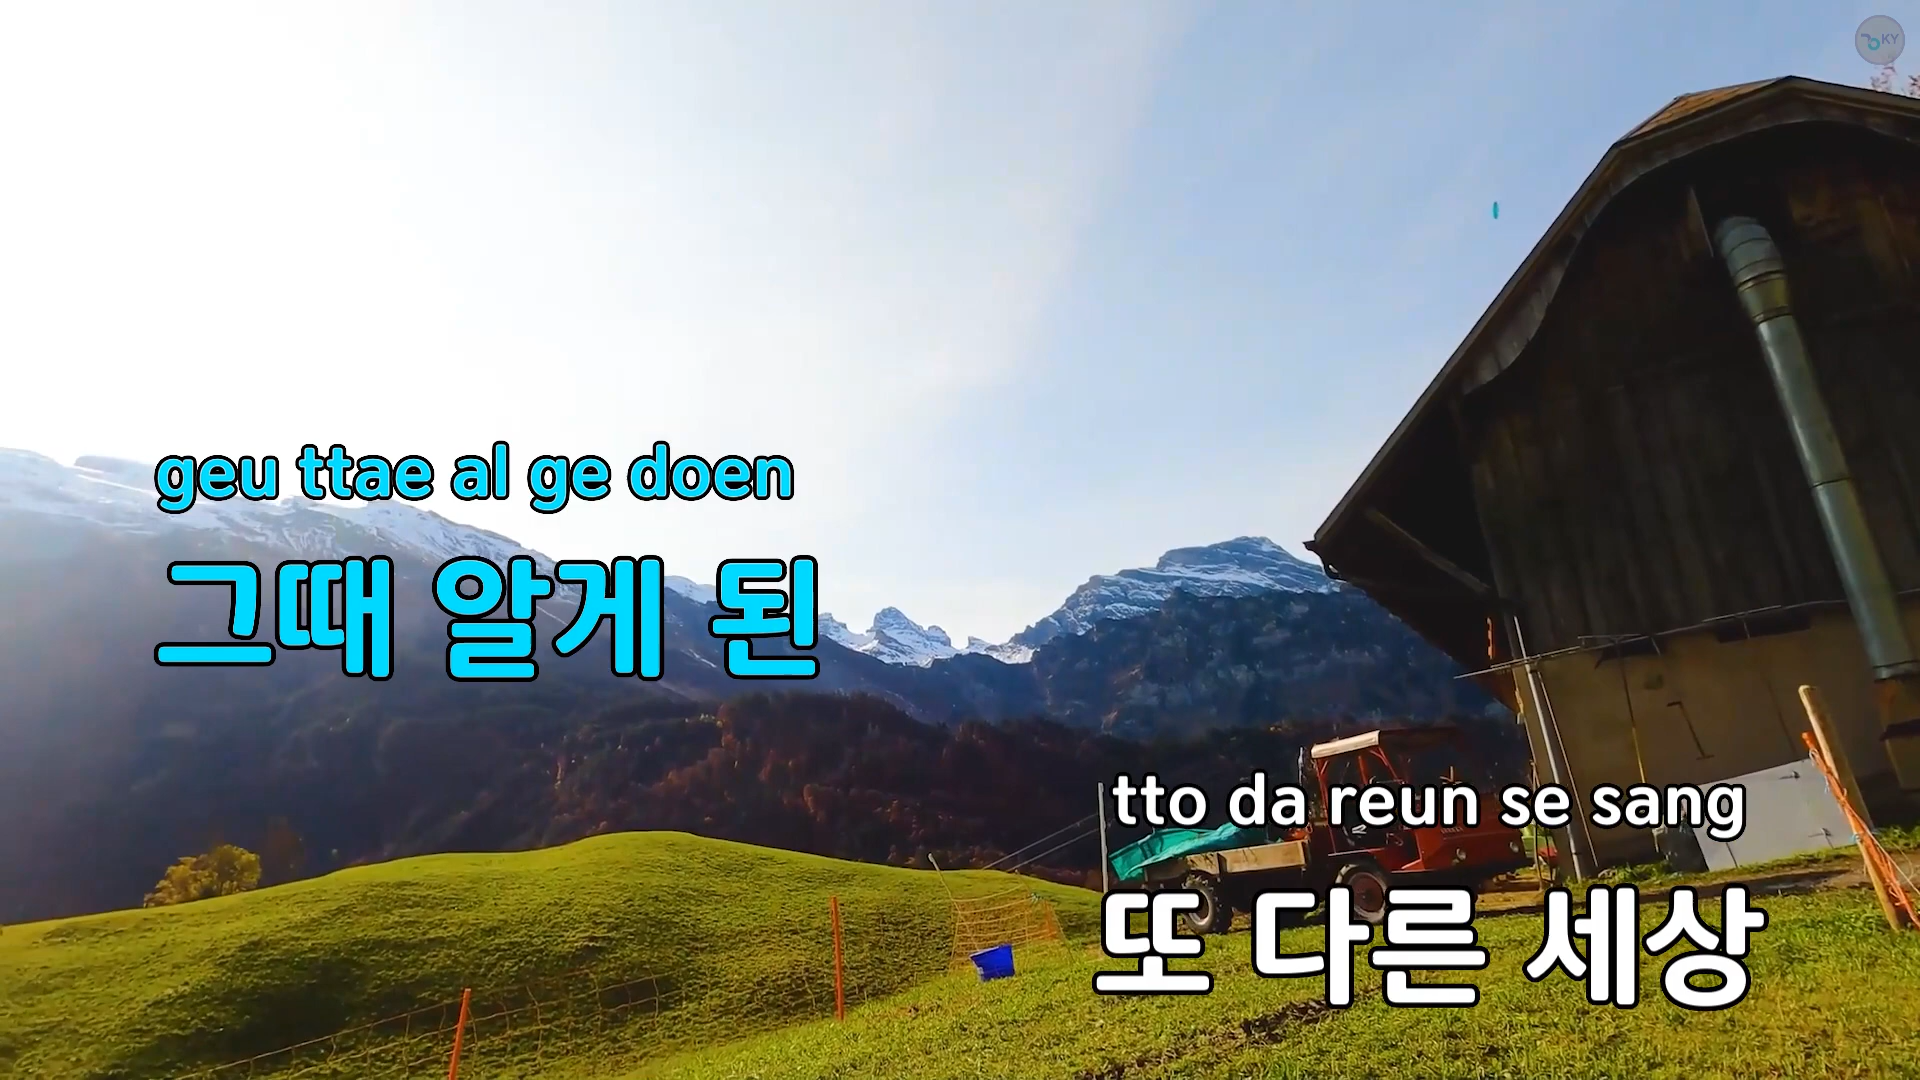 KY
geu ttae al ge doen
그때 알게 된
tto da reun se sang
또 다른 세상